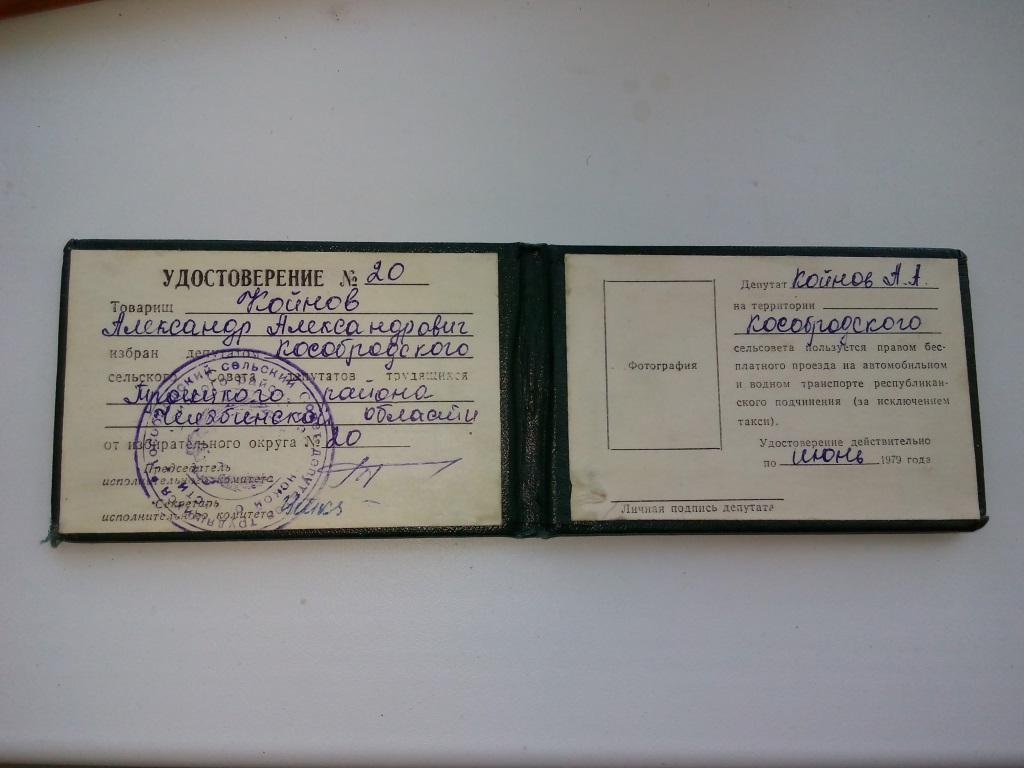 УДОСТОВЕРЕНИЕ № 20
Товарищ Койнов
Александр Александрович
избран депутатом Кособродского
сельского Совета депутатов трудящихся
Троицкого района
Челябинской области
от избирательного округа № 20
Председатель
исполнительного комитета
Секретарь
исполнительного комитета
Фотография
Депутат Койнов А.А.
на территории
Кособродского
сельсовета пользуется правом бес-
платного проезда на автомобильном
и водном транспорте республикан-
ского подчинения (за исключением
такси).
Удостоверение действительно
по июнь 1979 года
Личная подпись депутата